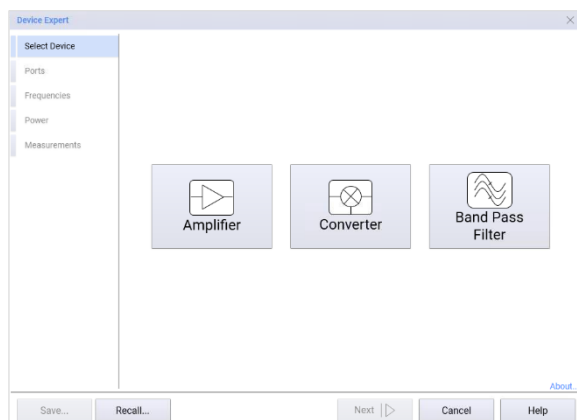 Device Expert
Select Device
Ports
Frequencies
Power
Measurements
Amplifier
Converter
Band Pass
Filter
About...
Save...
Recall...
Next
Cancel
Help